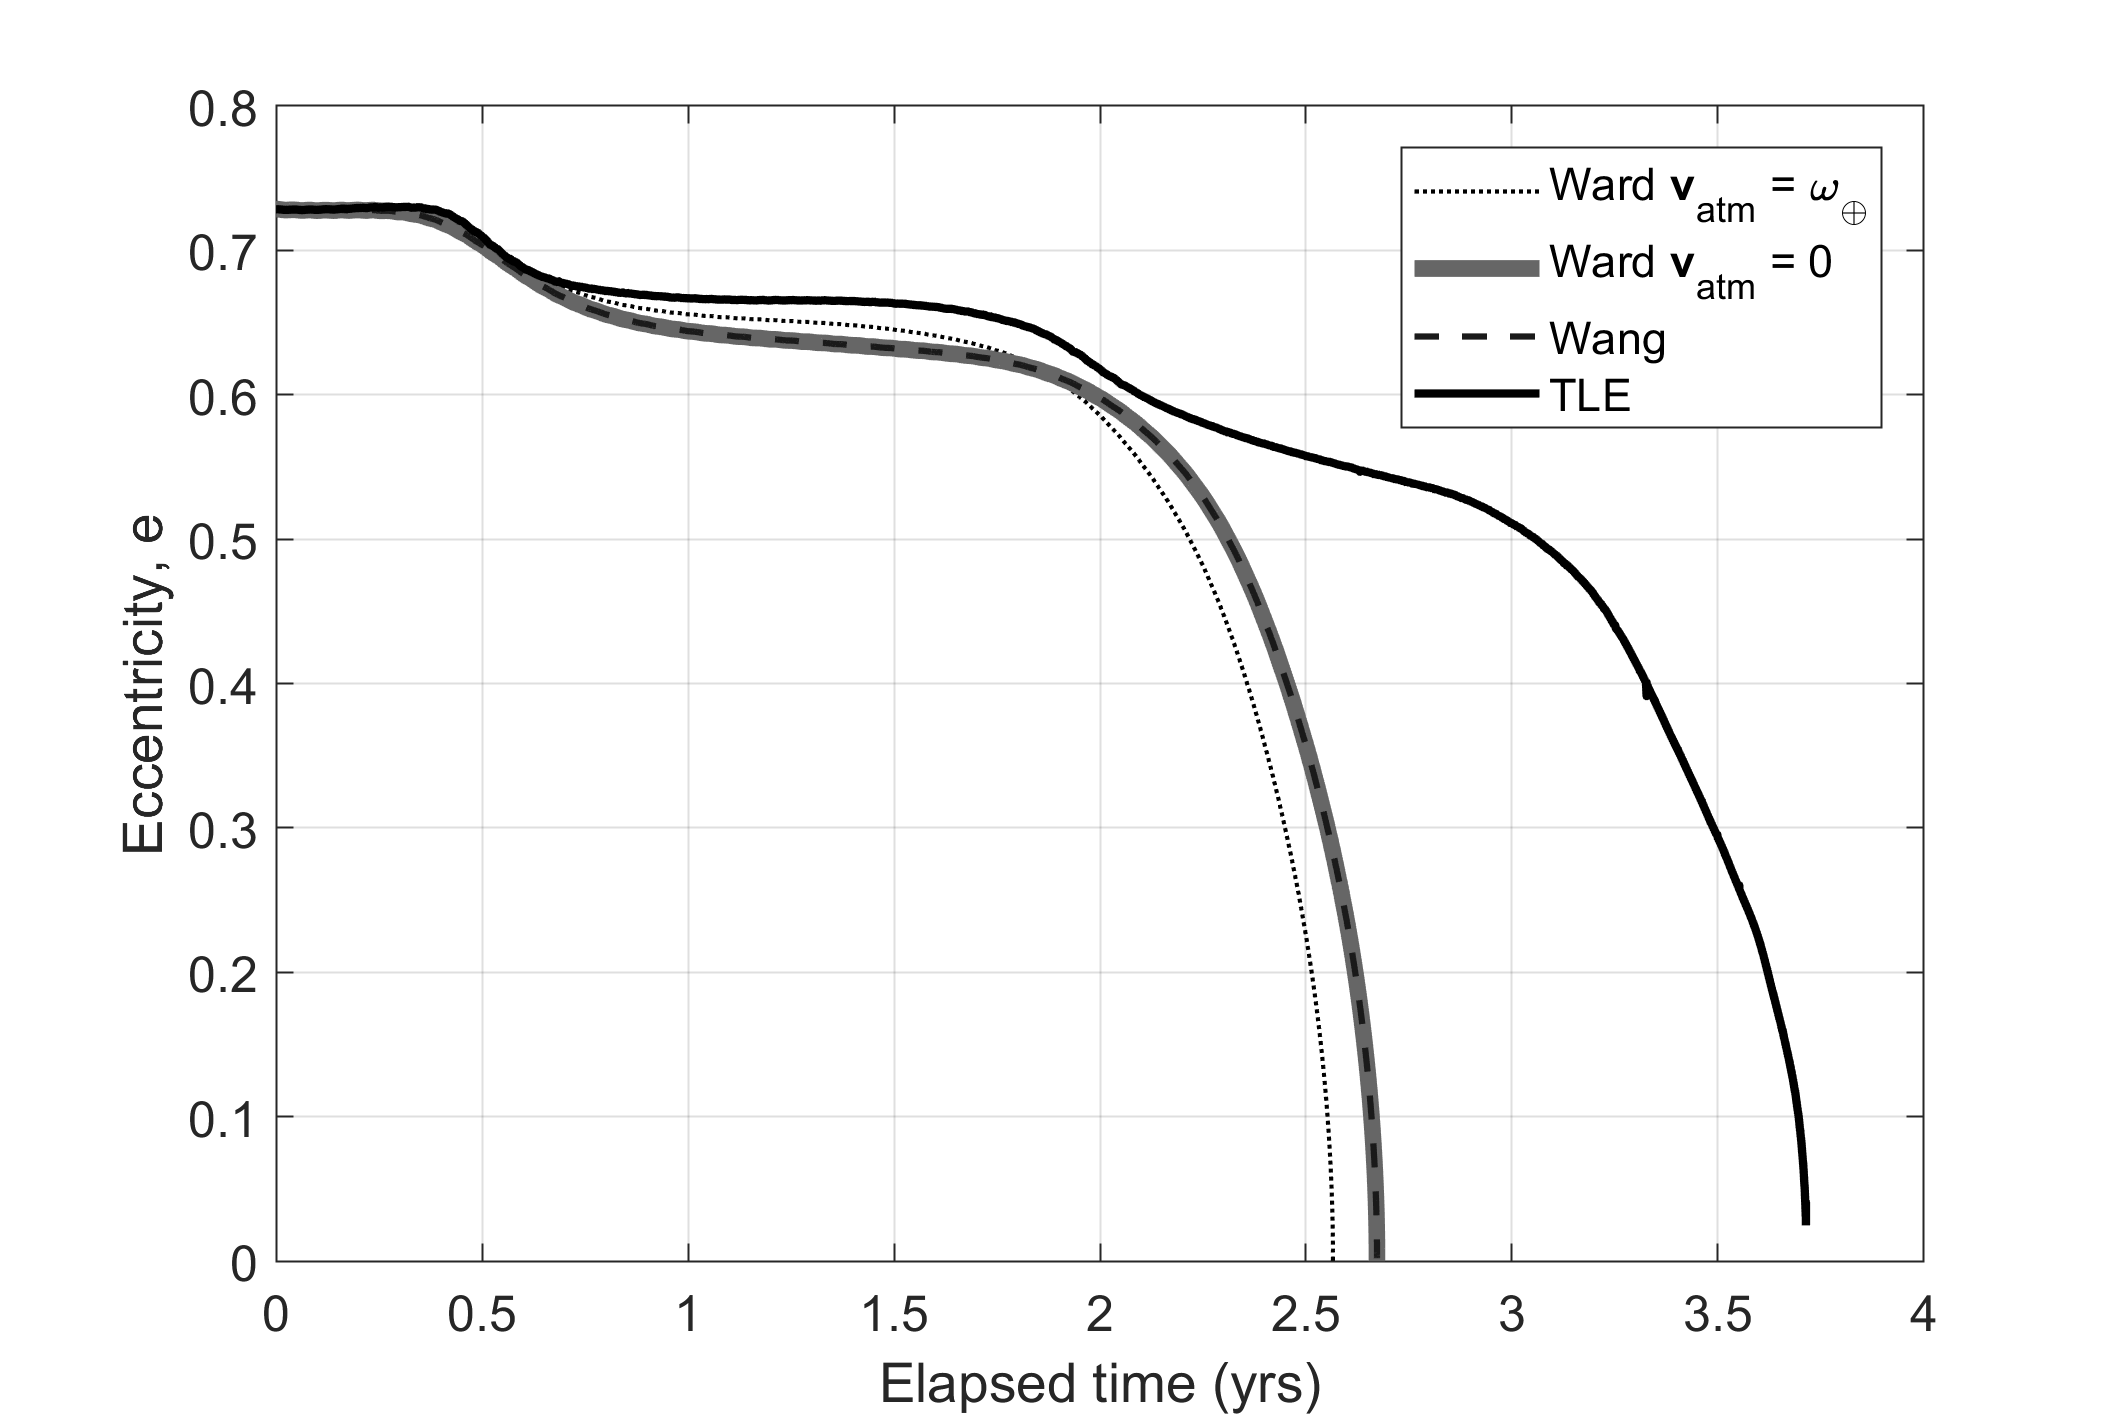 0.8
0.7
0.6
0.5
0.4
0.3
0.2
0.1
0
Eccentricity, e
Ward v_atm = ω_⊕
Ward v_atm = 0
Wang
TLE
0 0.5 1 1.5 2 2.5 3 3.5 4
Elapsed time (yrs)